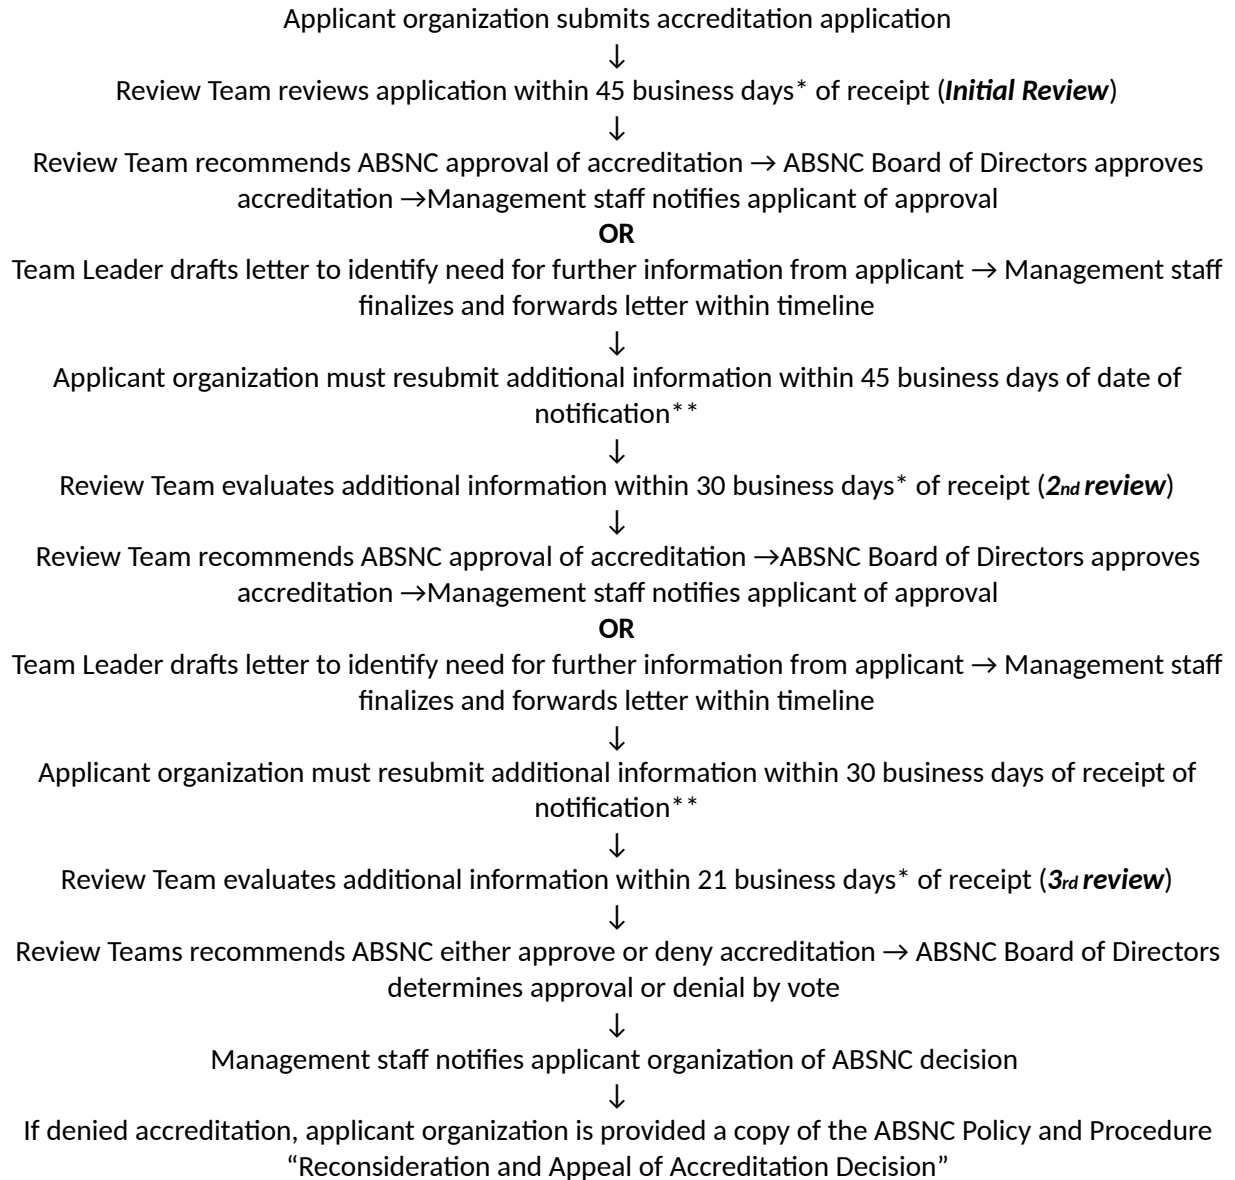 Applicant organization submits accreditation application
↓
Review Team reviews application within 45 business days* of receipt (Initial Review)
↓
Review Team recommends ABSNC approval of accreditation → ABSNC Board of Directors approves
accreditation →Management staff notifies applicant of approval
OR
Team Leader drafts letter to identify need for further information from applicant → Management staff
finalizes and forwards letter within timeline
↓
Applicant organization must resubmit additional information within 45 business days of date of
notification**
↓
Review Team evaluates additional information within 30 business days* of receipt (2nd review)
↓
Review Team recommends ABSNC approval of accreditation →ABSNC Board of Directors approves
accreditation →Management staff notifies applicant of approval
OR
Team Leader drafts letter to identify need for further information from applicant → Management staff
finalizes and forwards letter within timeline
↓
Applicant organization must resubmit additional information within 30 business days of receipt of
notification**
↓
Review Team evaluates additional information within 21 business days* of receipt (3rd review)
↓
Review Teams recommends ABSNC either approve or deny accreditation → ABSNC Board of Directors
determines approval or denial by vote
↓
Management staff notifies applicant organization of ABSNC decision
↓
If denied accreditation, applicant organization is provided a copy of the ABSNC Policy and Procedure
“Reconsideration and Appeal of Accreditation Decision”